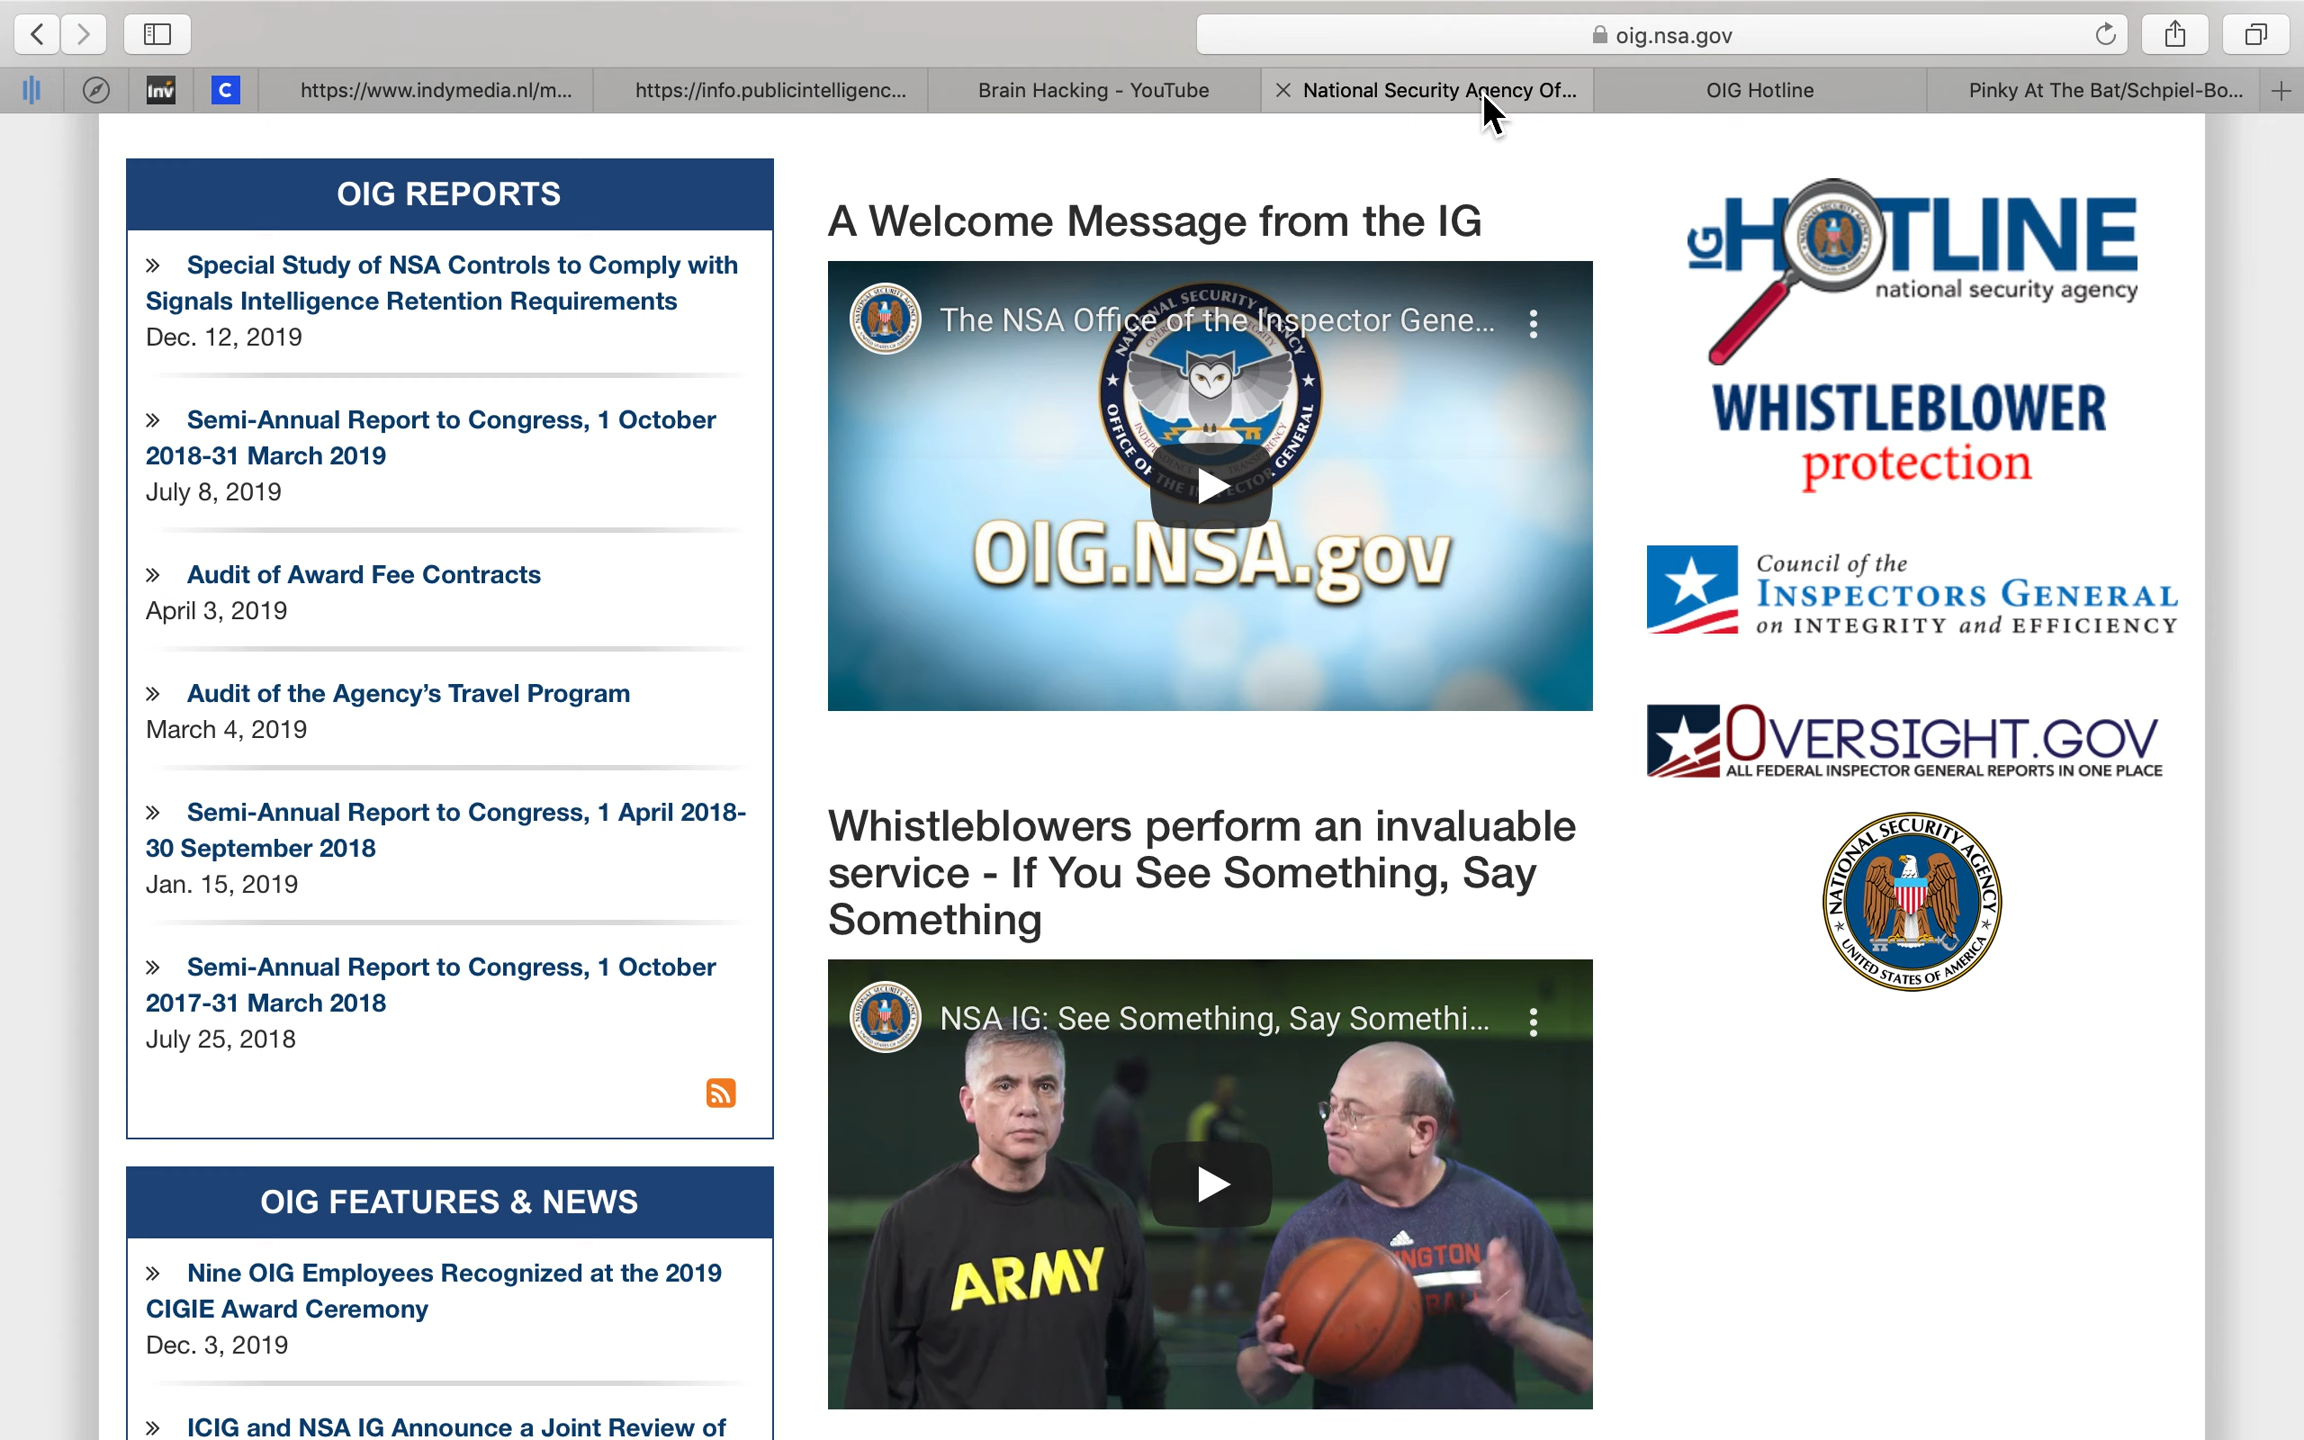 oig.nsa.gov
Inv
C
https://www.indymedia.nl/m...
https://info.publicintelligenc...
Brain Hacking - YouTube
National Security Agency Of...
OIG Hotline
Pinky At The Bat/Schpiel-Bo...
OIG REPORTS
» Special Study of NSA Controls to Comply with
Signals Intelligence Retention Requirements
Dec. 12, 2019
» Semi-Annual Report to Congress, 1 October
2018-31 March 2019
July 8, 2019
» Audit of Award Fee Contracts
April 3, 2019
» Audit of the Agency’s Travel Program
March 4, 2019
» Semi-Annual Report to Congress, 1 April 2018-
30 September 2018
Jan. 15, 2019
» Semi-Annual Report to Congress, 1 October
2017-31 March 2018
July 25, 2018
OIG FEATURES & NEWS
» Nine OIG Employees Recognized at the 2019
CIGIE Award Ceremony
Dec. 3, 2019
» ICIG and NSA IG Announce a Joint Review of
A Welcome Message from the IG
The NSA Office of the Inspector Gene...
NATIONAL SECURITY AGENCY
OFFICE OF THE INSPECTOR GENERAL
OIG.NSA.gov
Whistleblowers perform an invaluable
service - If You See Something, Say
Something
NSA IG: See Something, Say Somethi...
ARMY
NGTON
IG HOTLINE
national security agency
WHISTLEBLOWER
protection
Council of the
INSPECTORS GENERAL
on INTEGRITY and EFFICIENCY
OVERSIGHT.GOV
ALL FEDERAL INSPECTOR GENERAL REPORTS IN ONE PLACE
NATIONAL SECURITY AGENCY
UNITED STATES OF AMERICA